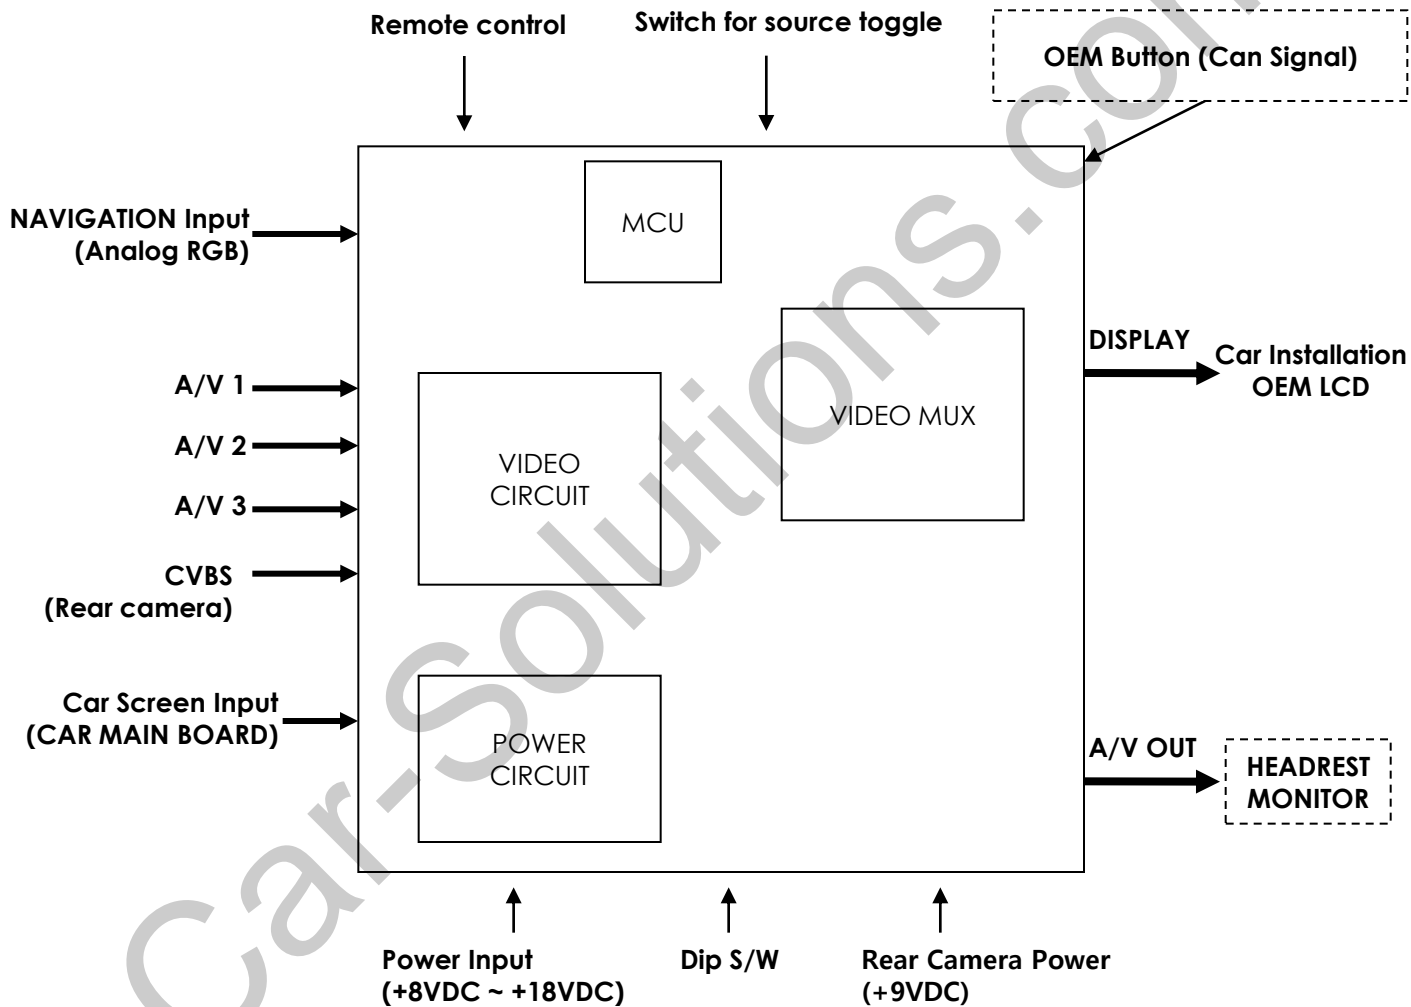 Remote control
Switch for source toggle
OEM Button (Can Signal)
MCU
NAVIGATION Input
(Analog RGB)
DISPLAY
Car Installation
OEM LCD
A/V 1
A/V 2
A/V 3
VIDEO
CIRCUIT
VIDEO MUX
CVBS
(Rear camera)
Car Screen Input
(CAR MAIN BOARD)
POWER
CIRCUIT
A/V OUT
HEADREST
MONITOR
Power Input
(+8VDC ~ +18VDC)
Dip S/W
Rear Camera Power
(+9VDC)
Car-Solutions.com